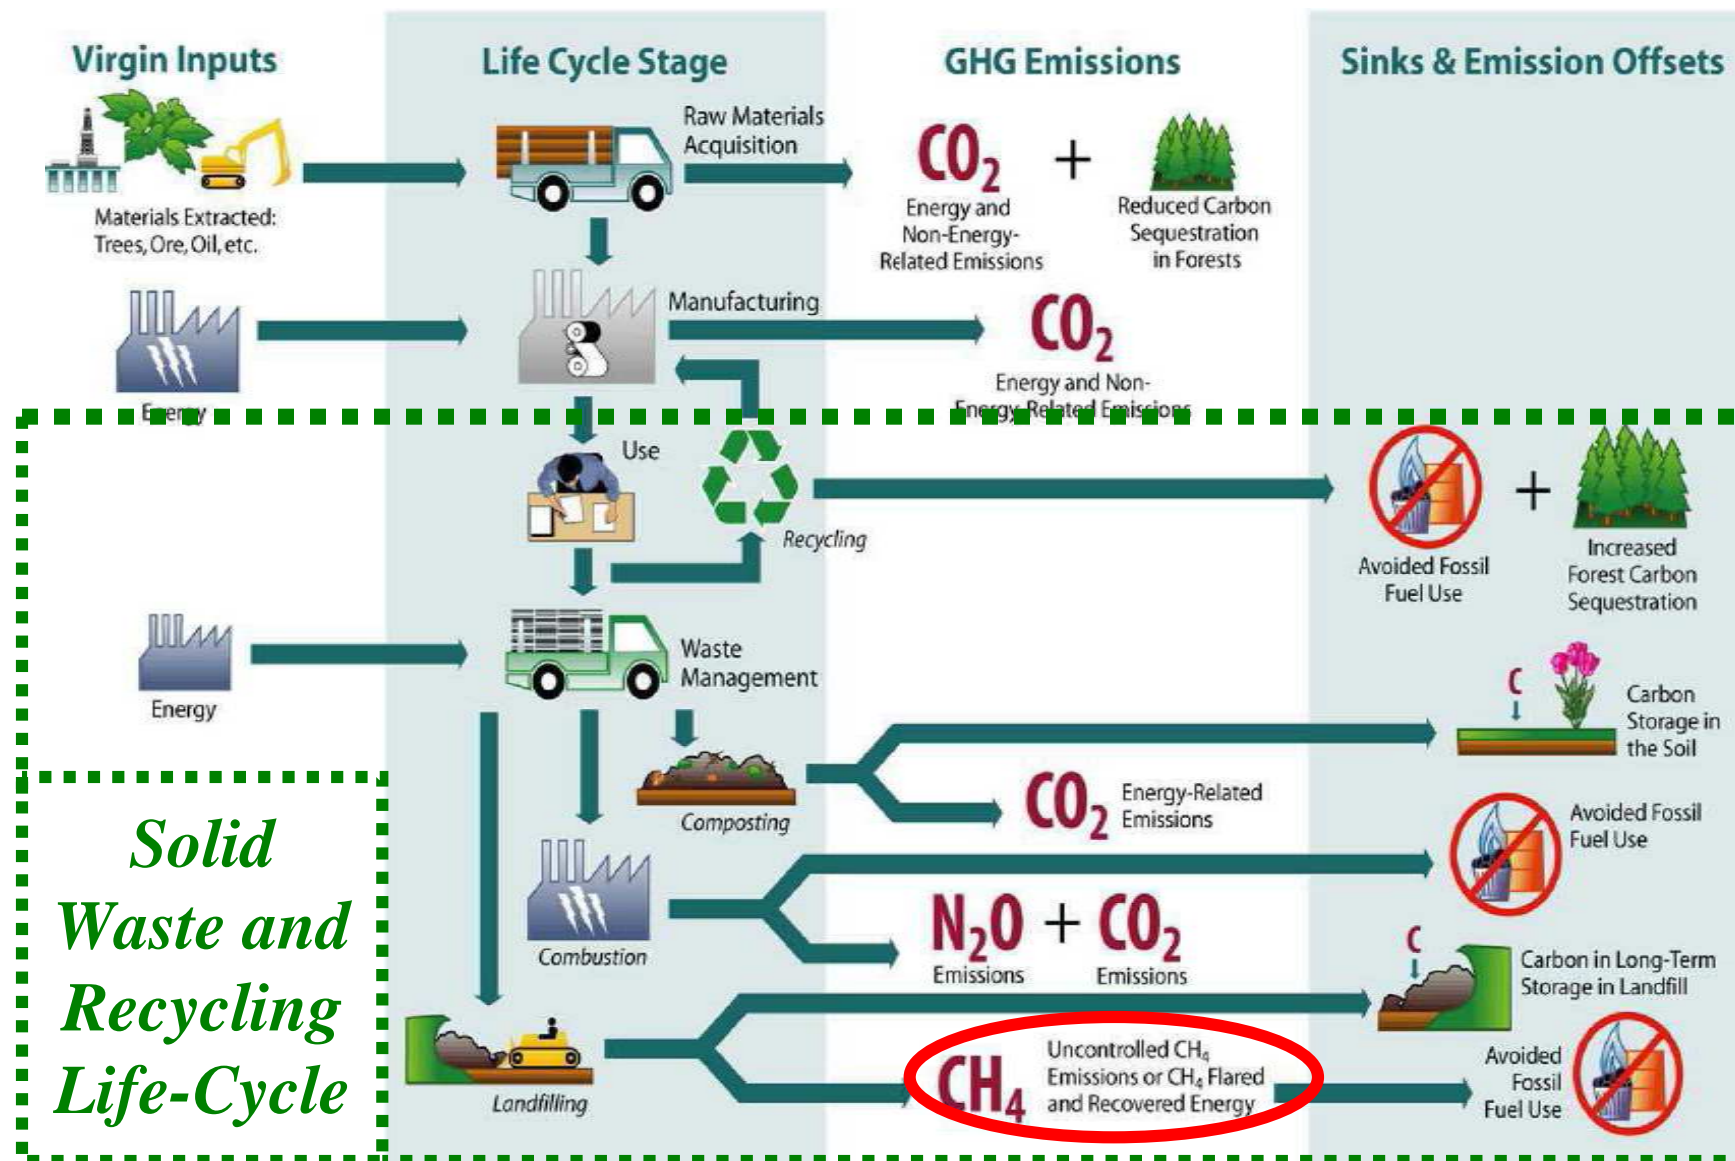 Virgin Inputs
Life Cycle Stage
GHG Emissions
Sinks & Emission Offsets
Materials Extracted:
Trees, Ore, Oil, etc.
Raw Materials
Acquisition
CO₂
Energy and
Non-Energy-
Related Emissions
+
Reduced Carbon
Sequestration
in Forests
Energy
Manufacturing
CO₂
Energy and Non-
Energy-Related Emissions
Use
Recycling
Avoided Fossil
Fuel Use
+
Increased
Forest Carbon
Sequestration
Energy
Waste
Management
Composting
C
Carbon
Storage in
the Soil
CO₂
Energy-Related
Emissions
Combustion
Avoided Fossil
Fuel Use
N₂O + CO₂
Emissions
Emissions
Landfilling
C
Carbon in Long-Term
Storage in Landfill
CH₄
Uncontrolled CH₄
Emissions or CH₄ Flared
and Recovered Energy
Avoided
Fossil
Fuel Use
Solid
Waste and
Recycling
Life-Cycle